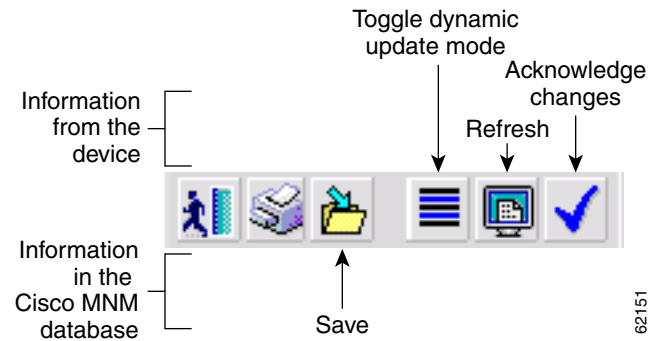 Toggle dynamic
update mode
Acknowledge
changes
Information
from the
device
Refresh
Information
in the
Cisco MNM
database
Save
62151